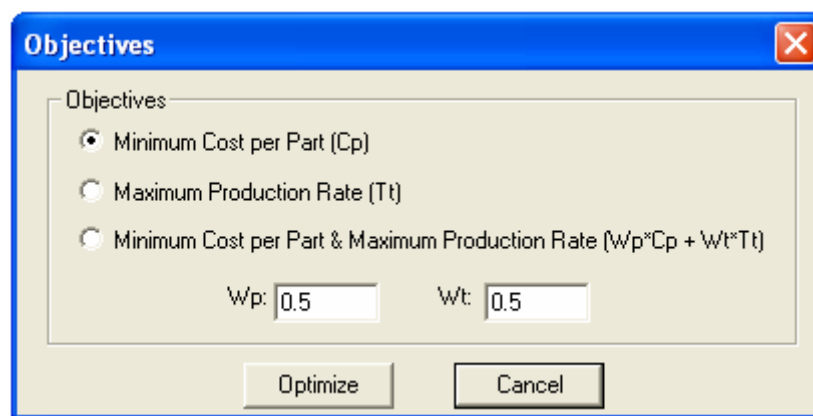 Objectives
Objectives
Minimum Cost per Part (Cp)
Maximum Production Rate (Tt)
Minimum Cost per Part & Maximum Production Rate (Wp*Cp + Wt*Tt)
Wp: 0.5 Wt: 0.5
Optimize Cancel